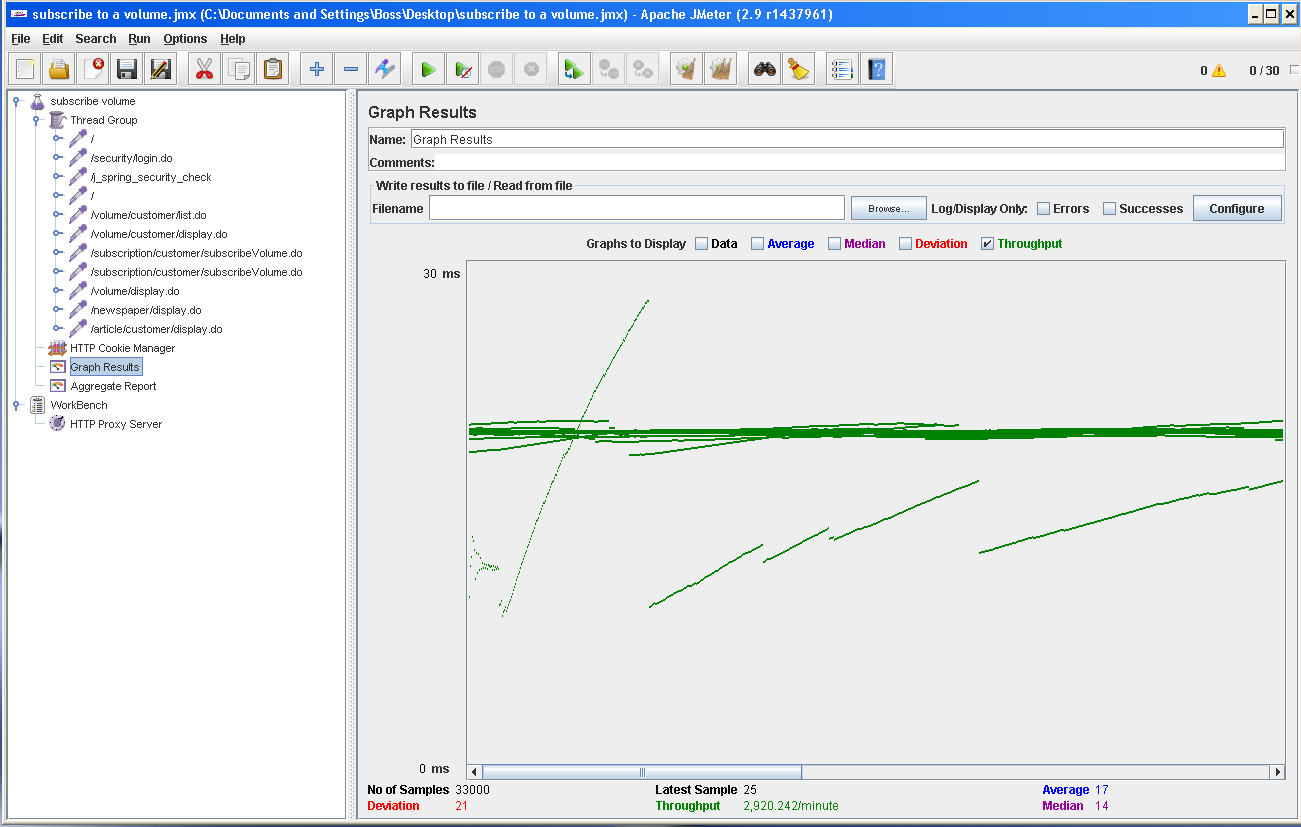 subscribe to a volume.jmx (C:\Documents and Settings\Boss\Desktop\subscribe to a volume.jmx) - Apache JMeter (2.9 r1437961)
File Edit Search Run Options Help
0 0 / 30
subscribe volume
Thread Group
/
/security/login.do
/j_spring_security_check
/
/volume/customer/list.do
/volume/customer/display.do
/subscription/customer/subscribeVolume.do
/subscription/customer/subscribeVolume.do
/volume/display.do
/newspaper/display.do
/article/customer/display.do
HTTP Cookie Manager
Graph Results
Aggregate Report
WorkBench
HTTP Proxy Server
Graph Results
Name: Graph Results
Comments:
Write results to file / Read from file
Filename Browse... Log/Display Only: Errors Successes Configure
Graphs to Display Data Average Median Deviation Throughput
30 ms
0 ms
No of Samples 33000 Latest Sample 25 Average 17
Deviation 21 Throughput 2,920.242/minute Median 14